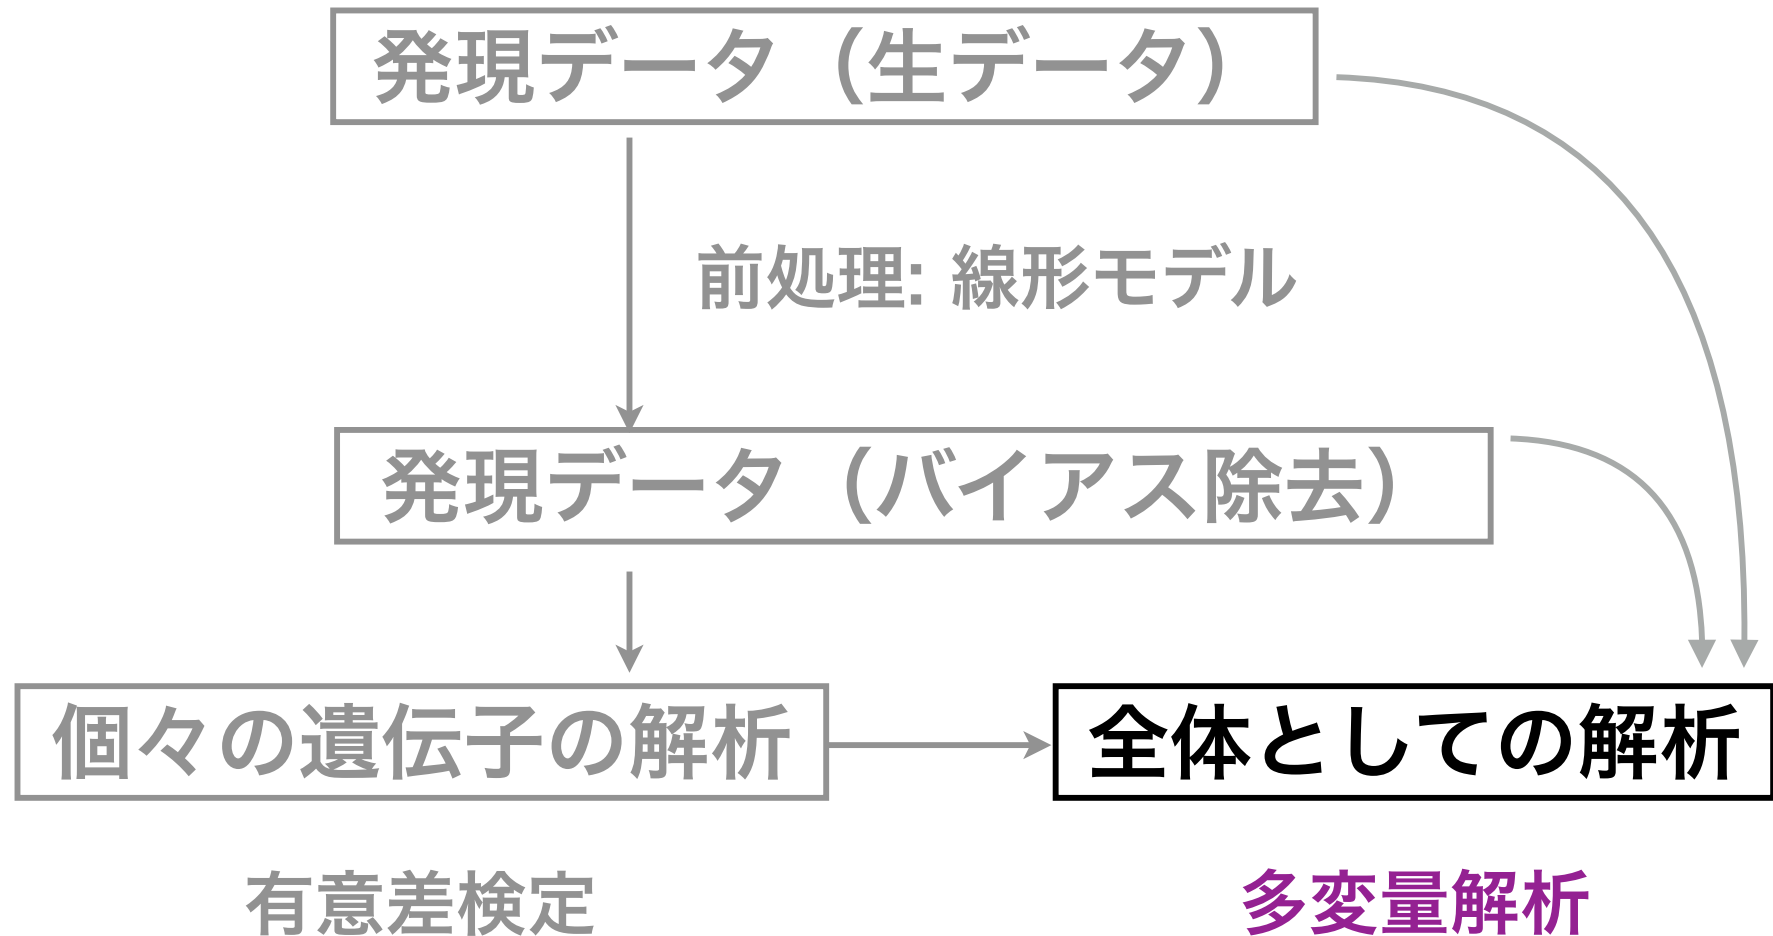 発現データ（生データ）
前処理: 線形モデル
発現データ（バイアス除去）
個々の遺伝子の解析
全体としての解析
有意差検定
多変量解析